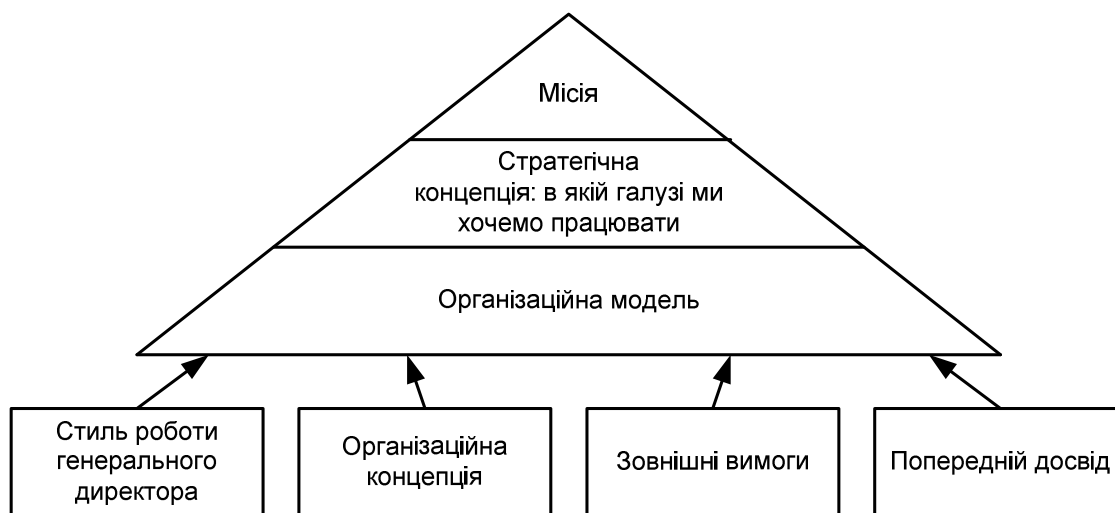 Місія
Стратегічна
концепція: в якій галузі ми
хочемо працювати
Організаційна модель
Стиль роботи
генерального
директора
Організаційна
концепція
Зовнішні вимоги
Попередній досвід